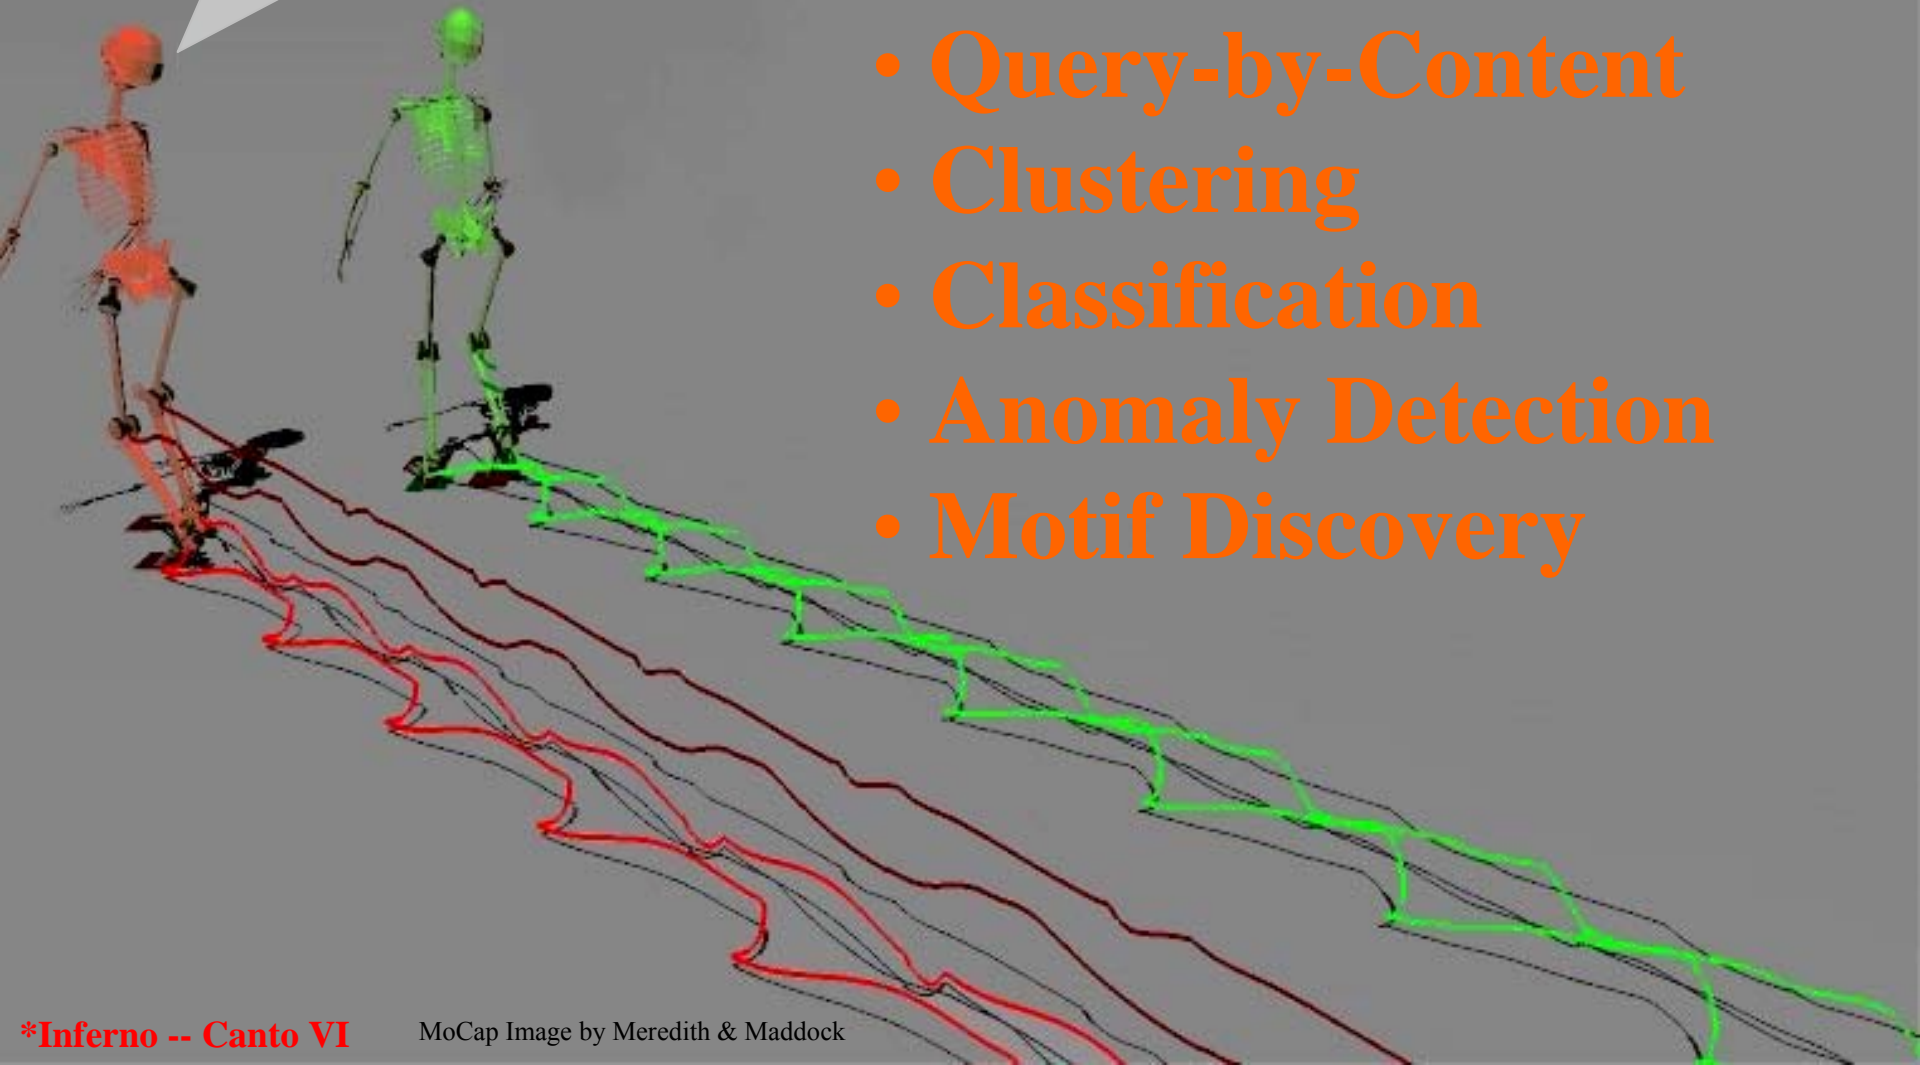 • Query-by-Content
• Clustering
• Classification
• Anomaly Detection
• Motif Discovery
*Inferno -- Canto VI
MoCap Image by Meredith & Maddock